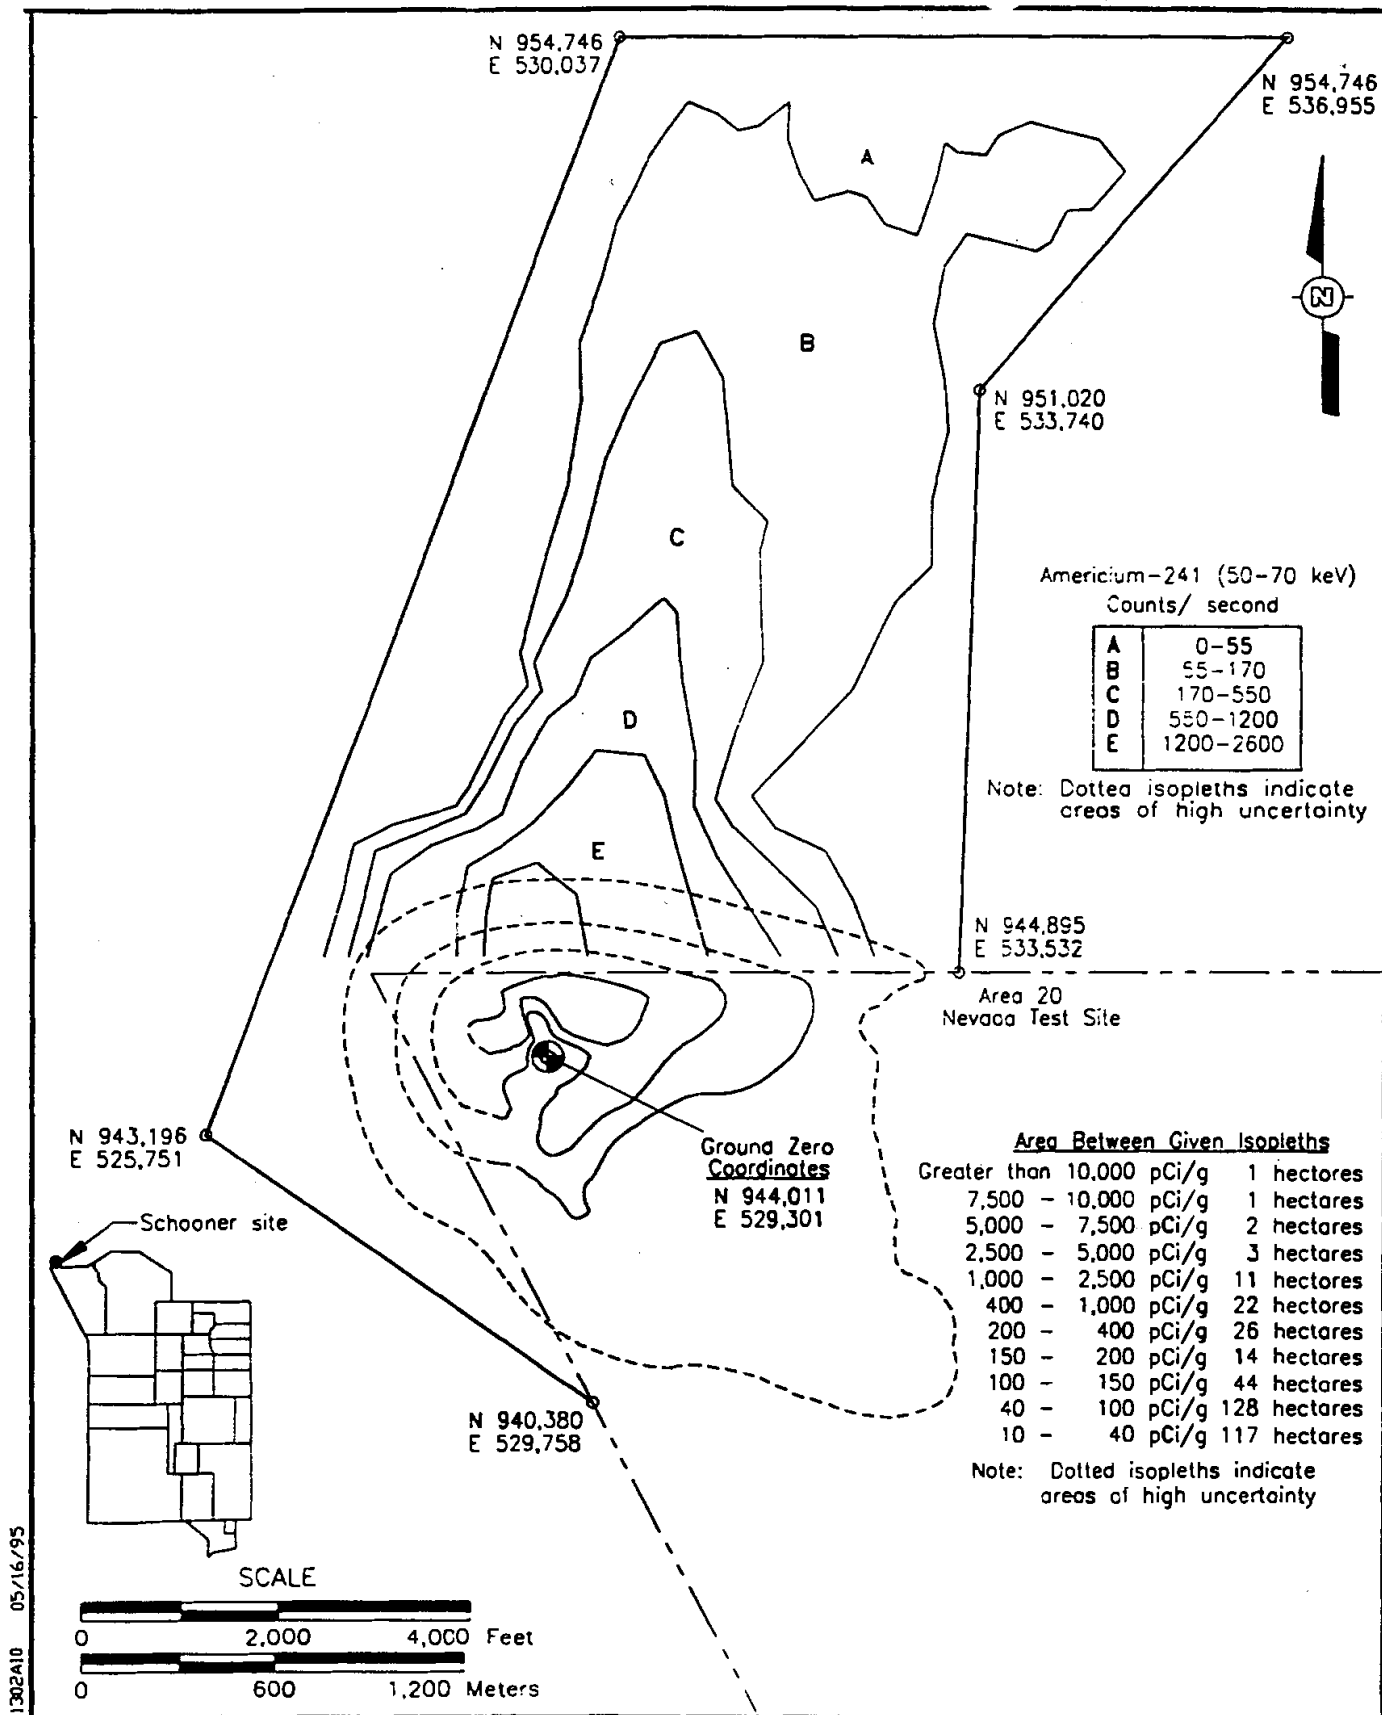 N 954,746
E 530,037
N 954,746
E 536,955
A
N
B
N 951,020
E 533,740
C
Americium-241 (50-70 keV)
Counts/ second
A 0-55
B 55-170
C 170-550
D 550-1200
E 1200-2600
Note: Dotted isopleths indicate
areas of high uncertainty
D
E
N 944,895
E 533,532
Area 20
Nevada Test Site
N 943,196
E 525,751
Ground Zero
Coordinates
N 944,011
E 529,301
Area Between Given Isopleths
Greater than 10,000 pCi/g 1 hectares
7,500 - 10,000 pCi/g 1 hectares
5,000 - 7,500 pCi/g 2 hectares
2,500 - 5,000 pCi/g 3 hectares
1,000 - 2,500 pCi/g 11 hectares
400 - 1,000 pCi/g 22 hectares
200 - 400 pCi/g 26 hectares
150 - 200 pCi/g 14 hectares
100 - 150 pCi/g 44 hectares
40 - 100 pCi/g 128 hectares
10 - 40 pCi/g 117 hectares
Note: Dotted isopleths indicate
areas of high uncertainty
Schooner site
N 940,380
E 529,758
SCALE
0 2,000 4,000 Feet
0 600 1,200 Meters
1302A10 05/16/95